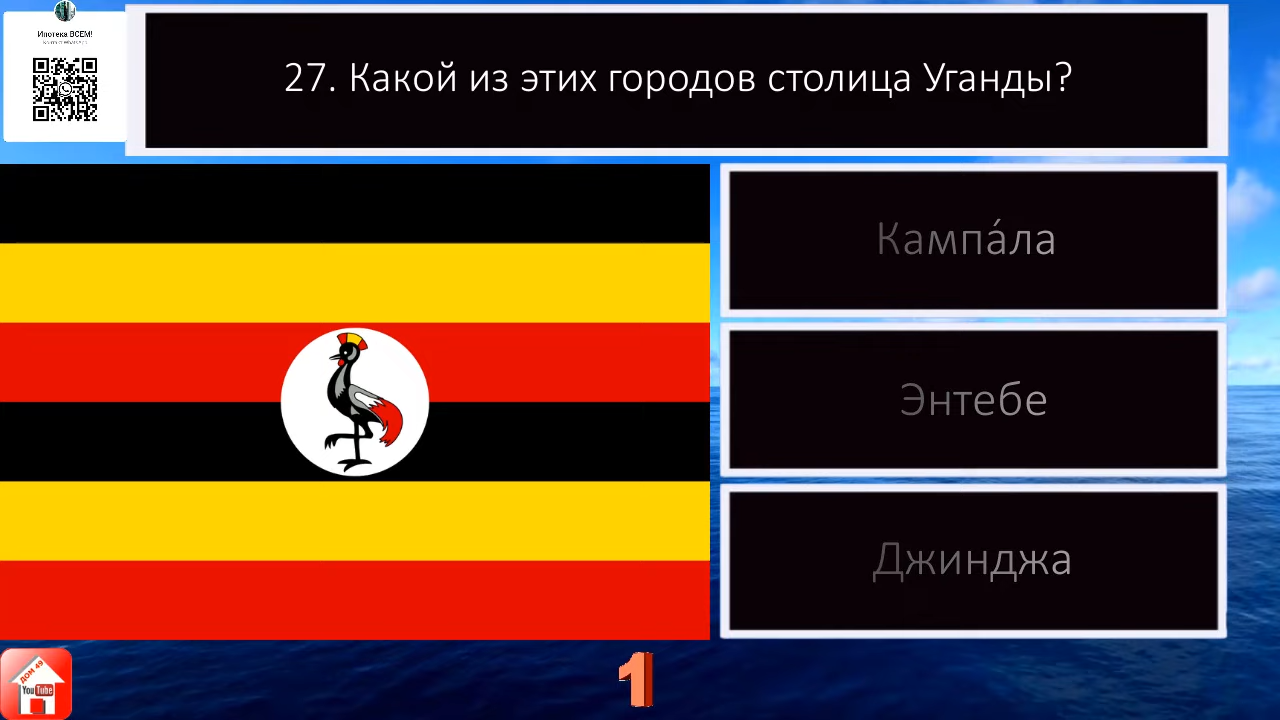 Ипотека ВСЕМ!
27. Какой из этих городов столица Уганды?
Кампа́ла
Энтебе
Джинджа
ДОМ 49
YouTube
1